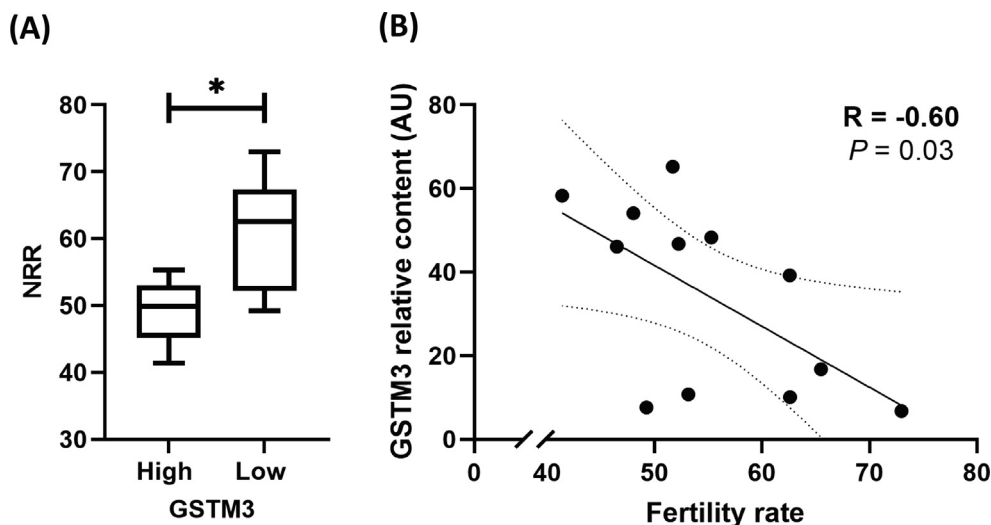 (A)
*
80
70
60
50
40
30
NRR
High Low
GSTM3
(B)
GSTM3 relative content (AU)
80
60
40
20
0
R = -0.60
P = 0.03
0 40 50 60 70 80
Fertility rate